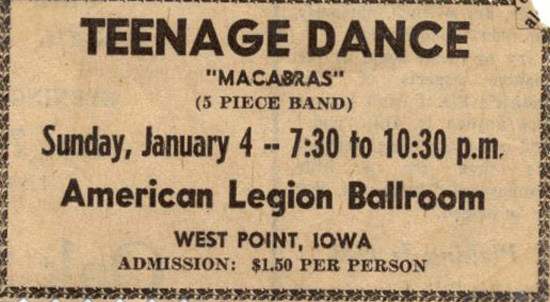 TEENAGE DANCE
"MACABRAS"
(5 PIECE BAND)
Sunday, January 4 -- 7:30 to 10:30 p.m.
American Legion Ballroom
WEST POINT, IOWA
ADMISSION: $1.50 PER PERSON